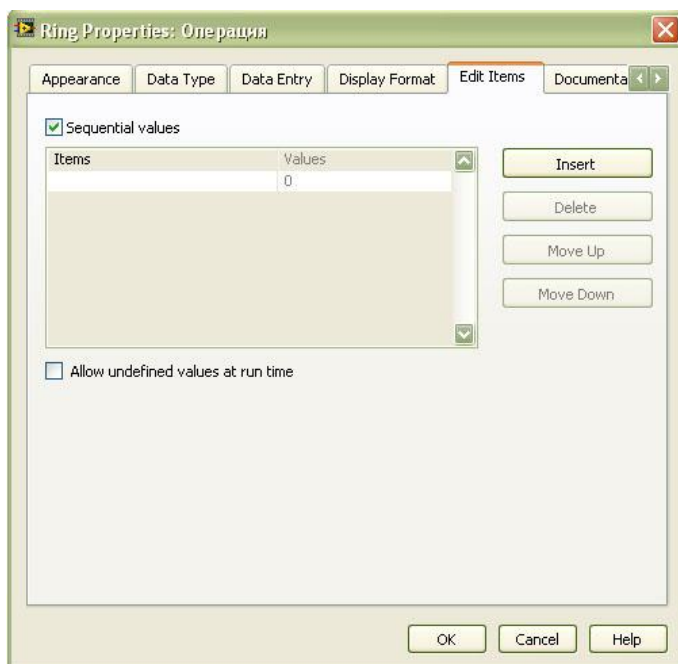 Ring Properties: Операция
Appearance Data Type Data Entry Display Format Edit Items Documenta
Sequential values
Items Values
0
Insert
Delete
Move Up
Move Down
Allow undefined values at run time
OK Cancel Help